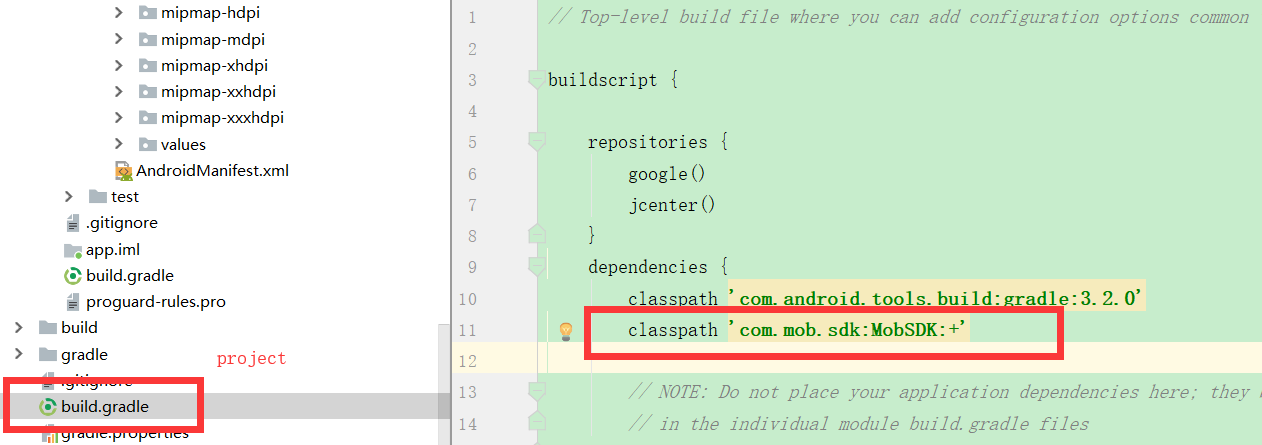 mipmap-hdpi
mipmap-mdpi
mipmap-xhdpi
mipmap-xxhdpi
mipmap-xxxhdpi
values
AndroidManifest.xml
test
.gitignore
app.iml
build.gradle
proguard-rules.pro
build
gradle
project
.gitignore
build.gradle
gradle.properties
1 // Top-level build file where you can add configuration options common
2
3 buildscript {
4
5 repositories {
6 google()
7 jcenter()
8 }
9 dependencies {
10 classpath 'com.android.tools.build:gradle:3.2.0'
11 classpath 'com.mob.sdk:MobSDK:+'
12
13 // NOTE: Do not place your application dependencies here; they
14 // in the individual module build.gradle files